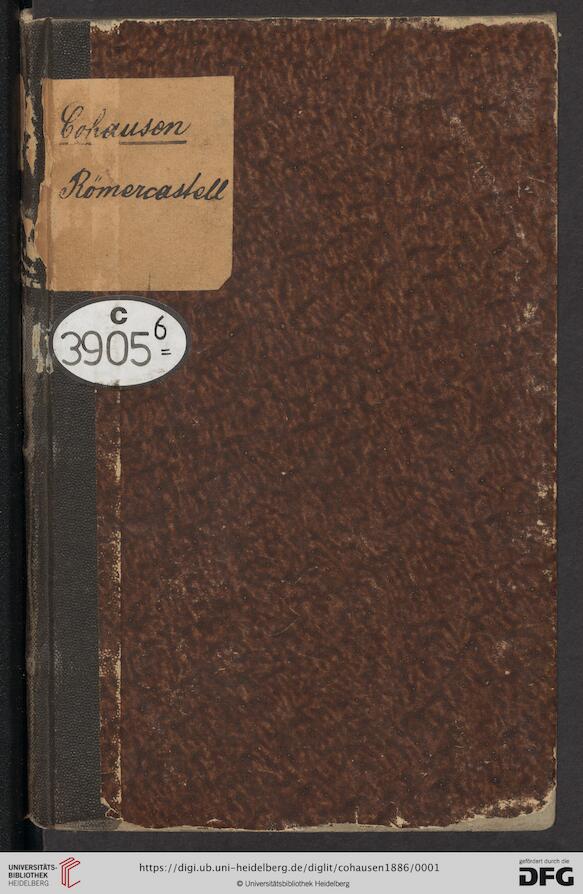 Cohausen
Römercastell
C
3905 6
=
UNIVERSITÄTS-
BIBLIOTHEK
HEIDELBERG
https://digi.ub.uni-heidelberg.de/diglit/cohausen1886/0001
© Universitätsbibliothek Heidelberg
gefördert durch die
DFG